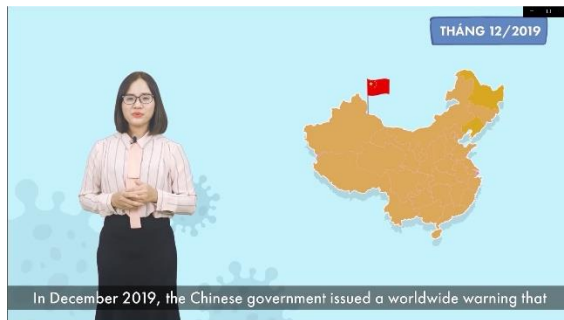 THÁNG 12/2019
In December 2019, the Chinese government issued a worldwide warning that